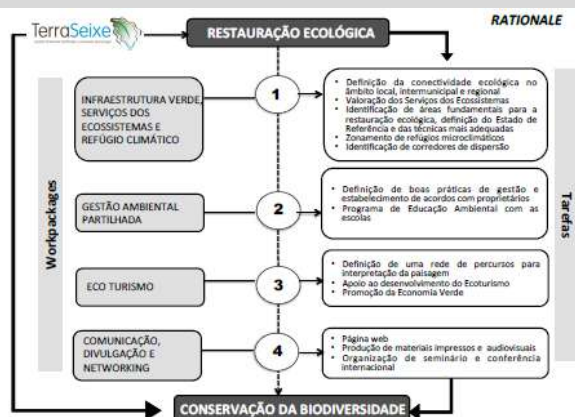 TerraSeixe
RESTAURAÇÃO ECOLÓGICA
RATIONALE
Workpackages
INFRAESTRUTURA VERDE,
SERVIÇOS DOS
ECOSSISTEMAS E
REFÚGIO CLIMÁTICO
1
• Definição da conectividade ecológica no
âmbito local, intermunicipal e regional
• Valoração dos Serviços dos Ecossistemas
• Identificação de áreas fundamentais para a
restauração ecológica, definição do Estado de
Referência e das técnicas mais adequadas
• Zonamento de refúgios microclimáticos
• Identificação de corredores de dispersão
GESTÃO AMBIENTAL
PARTILHADA
2
• Definição de boas práticas de gestão e
estabelecimento de acordos com proprietários
• Programa de Educação Ambiental com as
escolas
ECO TURISMO
3
• Definição de uma rede de percursos para
interpretação da paisagem
• Apoio ao desenvolvimento do Ecoturismo
• Promoção da Economia Verde
COMUNICAÇÃO,
DIVULGAÇÃO E
NETWORKING
4
• Página web
• Produção de materiais impressos e audiovisuais
• Organização de seminário e conferência
internacional
Tarefas
CONSERVAÇÃO DA BIODIVERSIDADE